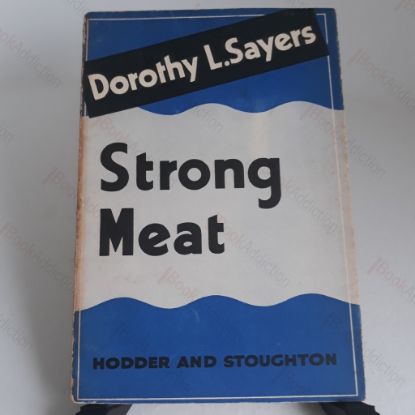 Dorothy L.Sayers
Strong
Meat
HODDER AND STOUGHTON